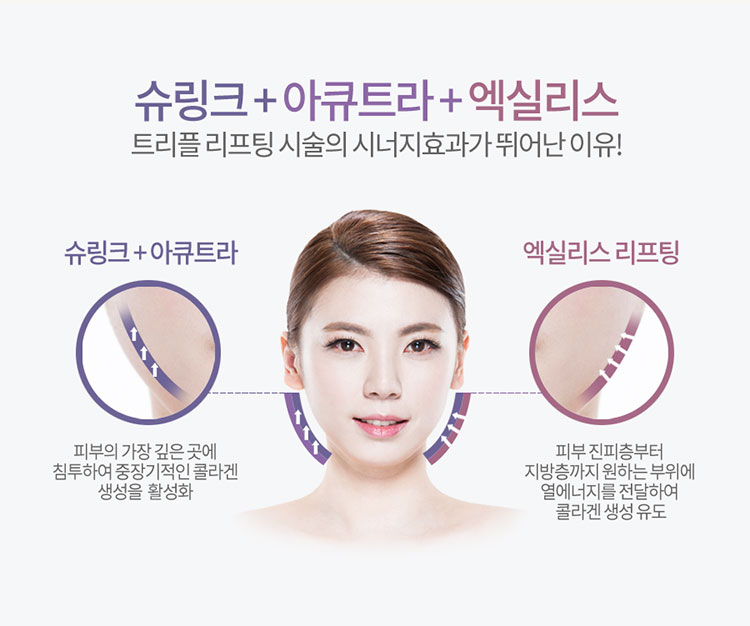 슈링크 + 아큐트라 + 엑실리스
트리플 리프팅 시술의 시너지효과가 뛰어난 이유!
슈링크 + 아큐트라
피부의 가장 깊은 곳에
침투하여 중장기적인 콜라겐
생성을 활성화
엑실리스 리프팅
피부 진피층부터
지방층까지 원하는 부위에
열에너지를 전달하여
콜라겐 생성 유도